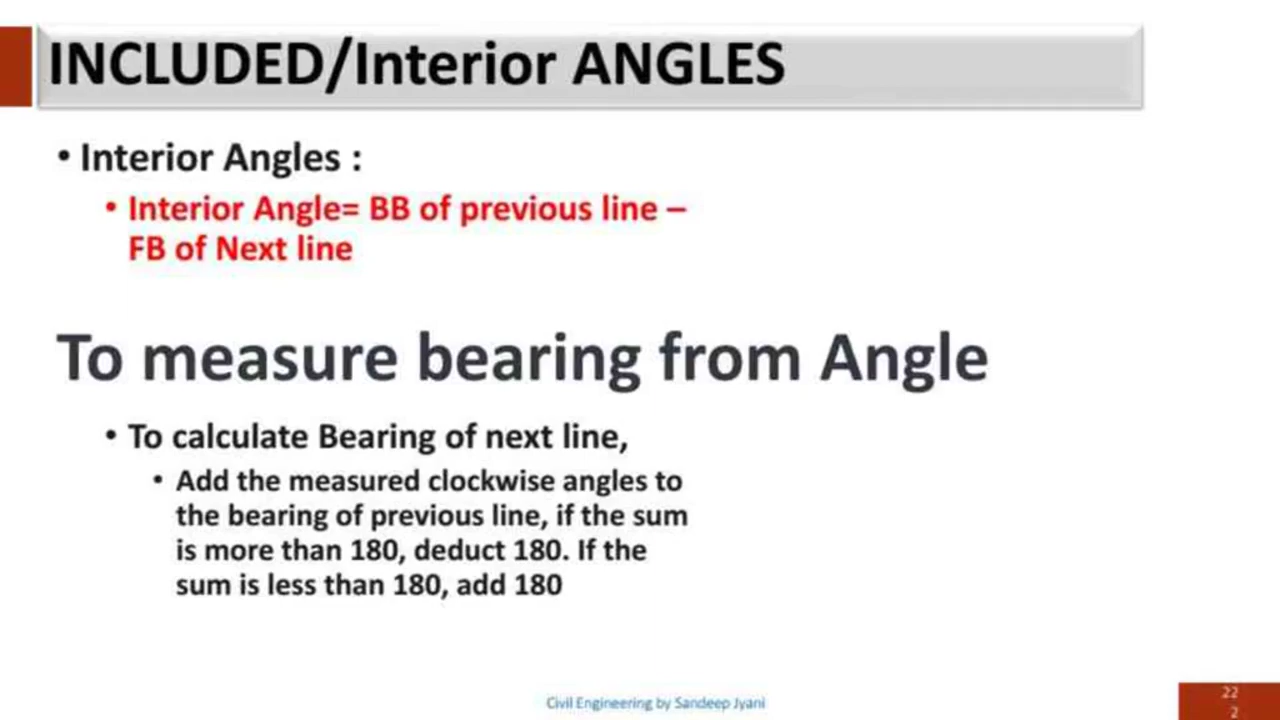 INCLUDED/Interior ANGLES
• Interior Angles :
• Interior Angle= BB of previous line –
FB of Next line
To measure bearing from Angle
• To calculate Bearing of next line,
• Add the measured clockwise angles to
the bearing of previous line, if the sum
is more than 180, deduct 180. If the
sum is less than 180, add 180
Civil Engineering by Sandeep Jyani
22
2